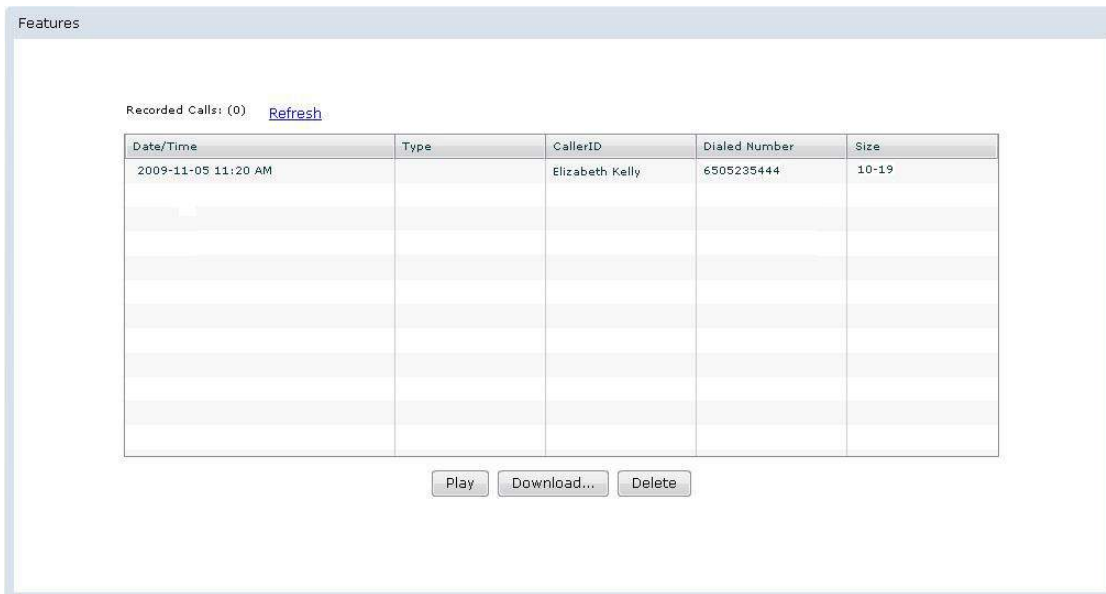 Features
Recorded Calls: (0) Refresh
Date/Time Type CallerID Dialed Number Size
2009-11-05 11:20 AM Elizabeth Kelly 6505235444 10-19
Play Download... Delete